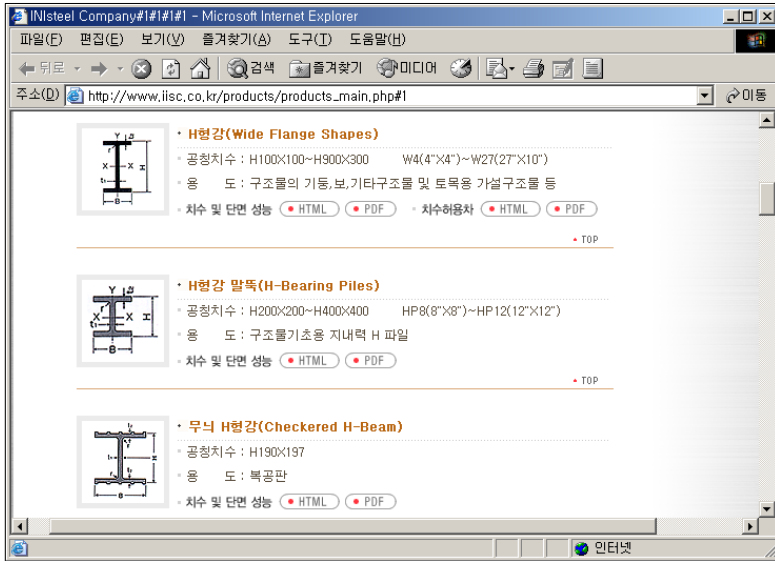 INIsteel Company#1#1#1#1 - Microsoft Internet Explorer
파일(F) 편집(E) 보기(V) 즐겨찾기(A) 도구(T) 도움말(H)
뒤로 검색 즐겨찾기 미디어
주소(D) http://www.iisc.co.kr/products/products_main.php#1 이동
H형강(Wide Flange Shapes)
공칭치수 : H100X100~H900X300 W4(4"X4")~W27(27"X10")
용 도 : 구조물의 기둥,보,기타구조물 및 토목용 가설구조물 등
치수 및 단면 성능 HTML PDF 치수허용차 HTML PDF
TOP
H형강 말뚝(H-Bearing Piles)
공칭치수 : H200X200~H400X400 HP8(8"X8")~HP12(12"X12")
용 도 : 구조물기초용 지내력 H 파일
치수 및 단면 성능 HTML PDF
TOP
무늬 H형강(Checkered H-Beam)
공칭치수 : H190X197
용 도 : 복공판
치수 및 단면 성능 HTML PDF
인터넷